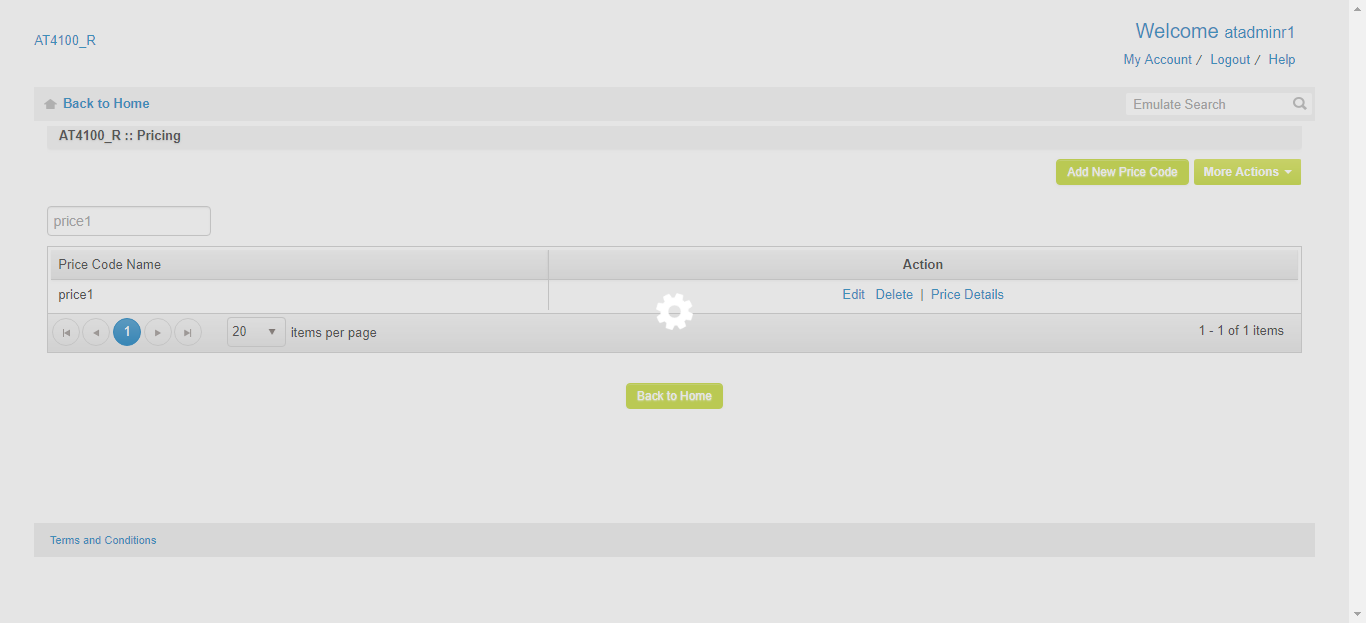 AT4100_R
Welcome atadminr1
My Account / Logout / Help
Back to Home
Emulate Search
AT4100_R :: Pricing
Add New Price Code
More Actions
price1
Price Code Name
Action
price1
Edit Delete | Price Details
1
20
items per page
1 - 1 of 1 items
Back to Home
Terms and Conditions